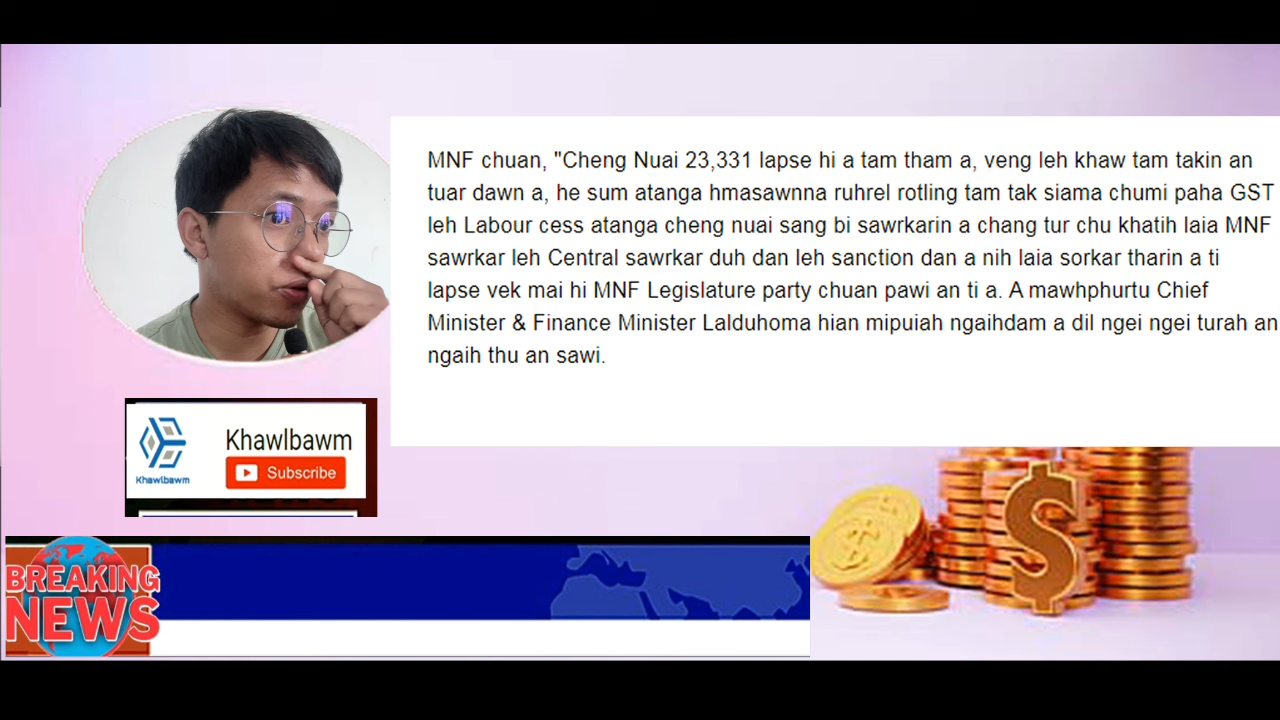 MNF chuan, "Cheng Nuai 23,331 lapse hi a tam tham a, veng leh khaw tam takin an
tuar dawn a, he sum atanga hmasawnna ruhrel rotling tam tak siama chumi paha GST
leh Labour cess atanga cheng nuai sang bi sawrkarin a chang tur chu khatih laia MNF
sawrkar leh Central sawrkar duh dan leh sanction dan a nih laia sorkar tharin a ti
lapse vek mai hi MNF Legislature party chuan pawi an ti a. A mawhphurtu Chief
Minister & Finance Minister Lalduhoma hian mipuiah ngaihdam a dil ngei ngei turah an
ngaih thu an sawi.
Khawlbawm
Khawlbawm
Subscribe
BREAKING
NEWS
$